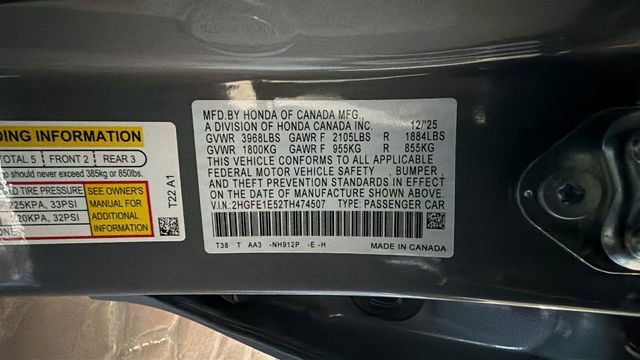 DING INFORMATION
TOTAL 5 FRONT 2 REAR 3
should never exceed 385kg or 850lbs.
TIRE PRESSURE
25KPA, 33PSI
20KPA, 32PSI
SEE OWNER'S
MANUAL FOR
ADDITIONAL
INFORMATION
T22 A1
MFD.BY HONDA OF CANADA MFG.,
A DIVISION OF HONDA CANADA INC. 12/'25
GVWR 3968LBS GAWR F 2105LBS R 1884LBS
GVWR 1800KG GAWR F 955KG R 855KG
THIS VEHICLE CONFORMS TO ALL APPLICABLE
FEDERAL MOTOR VEHICLE SAFETY , BUMPER ,
AND THEFT PREVENTION STANDARDS IN EFFECT
ON THE DATE OF MANUFACTURE SHOWN ABOVE.
V.I.N.:2HGFE1E52TH474507 TYPE: PASSENGER CAR
T38 T AA3 -NH912P -E -H MADE IN CANADA